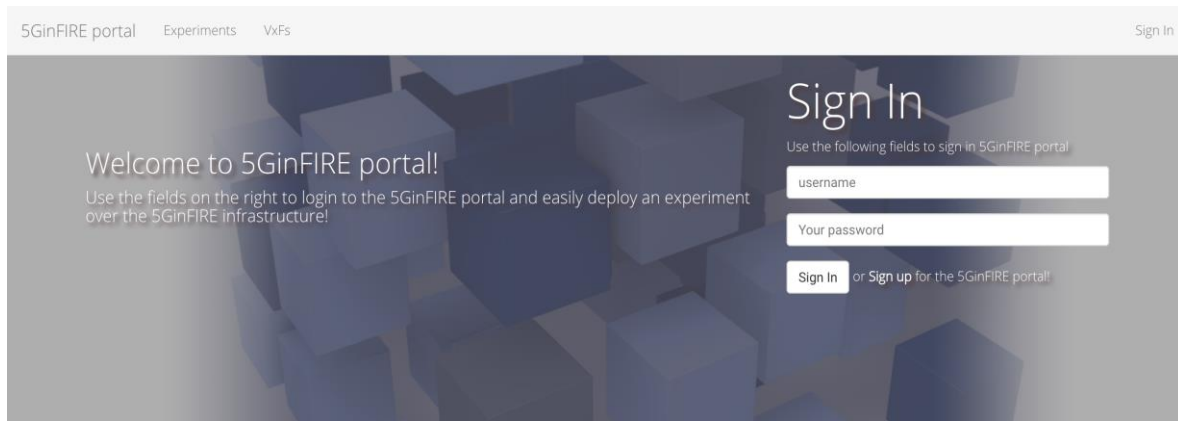 5GinFIRE portal Experiments VxFs Sign In
Welcome to 5GinFIRE portal!
Use the fields on the right to login to the 5GinFIRE portal and easily deploy an experiment
over the 5GinFIRE infrastructure!
Sign In
Use the following fields to sign in 5GinFIRE portal
username
Your password
Sign In or Sign up for the 5GinFIRE portal!